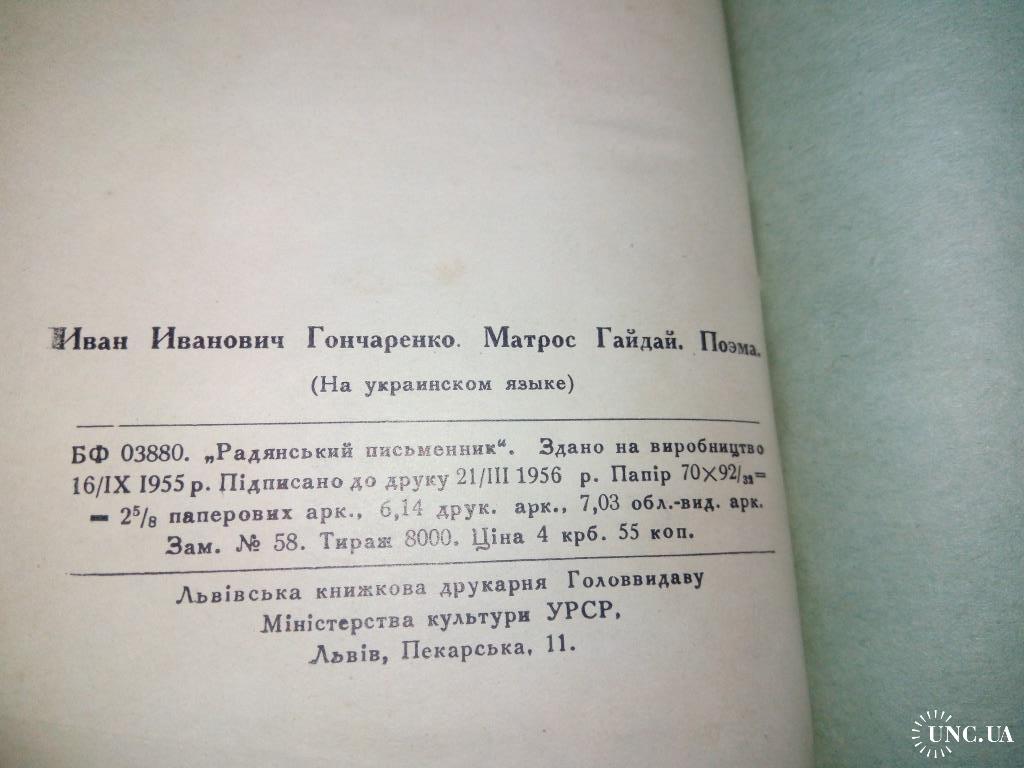 Иван Иванович Гончаренко. Матрос Гайдай. Поэма.
(На украинском языке)
БФ 03880. „Радянський письменник“. Здано на виробництво
16/IX 1955 р. Підписано до друку 21/III 1956 р. Папір 70×92/₃₂=
= 2⁵/₈ паперових арк., 6,14 друк. арк., 7,03 обл.-вид. арк.
Зам. № 58. Тираж 8000. Ціна 4 крб. 55 коп.
Львівська книжкова друкарня Головвидаву
Міністерства культури УРСР,
Львів, Пекарська, 11.
UNC.UA